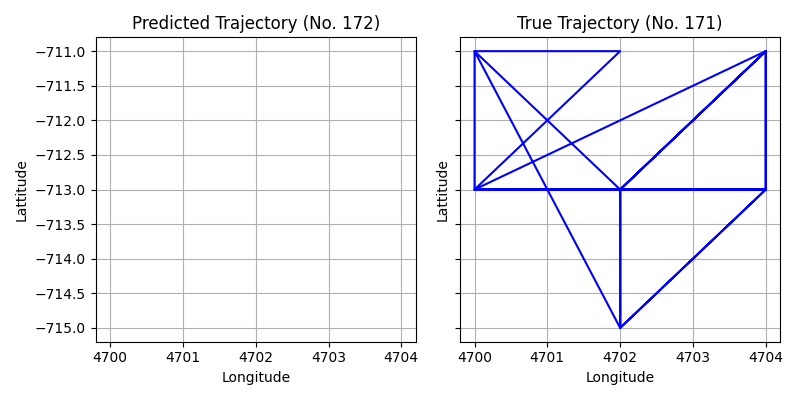 Predicted Trajectory (No. 172)
True Trajectory (No. 171)
−711.0
−711.5
−712.0
−712.5
−713.0
−713.5
−714.0
−714.5
−715.0
Lattitude
Lattitude
4700 4701 4702 4703 4704
4700 4701 4702 4703 4704
Longitude
Longitude